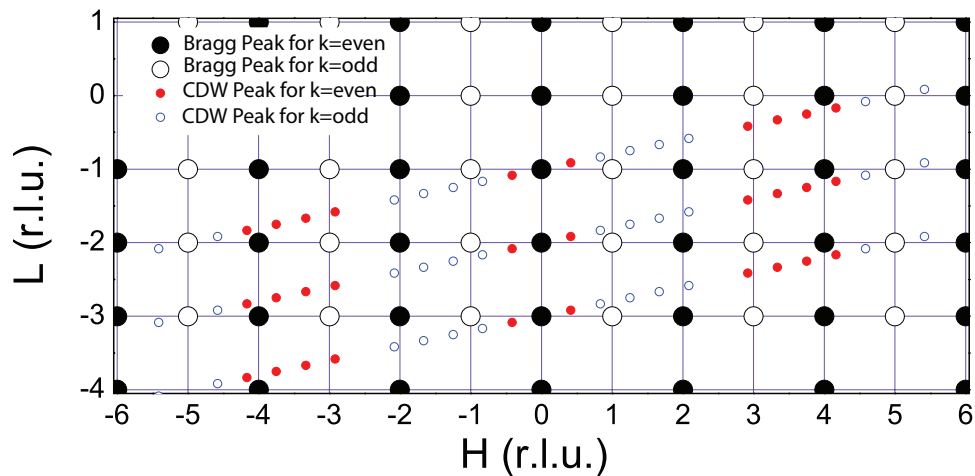 1
Bragg Peak for k=even
Bragg Peak for k=odd
CDW Peak for k=even
CDW Peak for k=odd
0
-1
-2
-3
-4
L (r.l.u.)
-6 -5 -4 -3 -2 -1 0 1 2 3 4 5 6
H (r.l.u.)